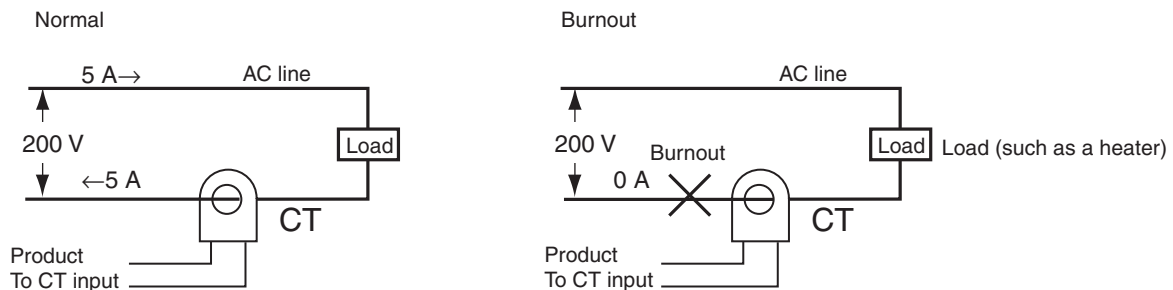 Normal
5 A→
AC line
200 V
Load
←5 A
CT
Product
To CT input
Burnout
AC line
200 V
Burnout
Load
Load (such as a heater)
0 A
CT
Product
To CT input